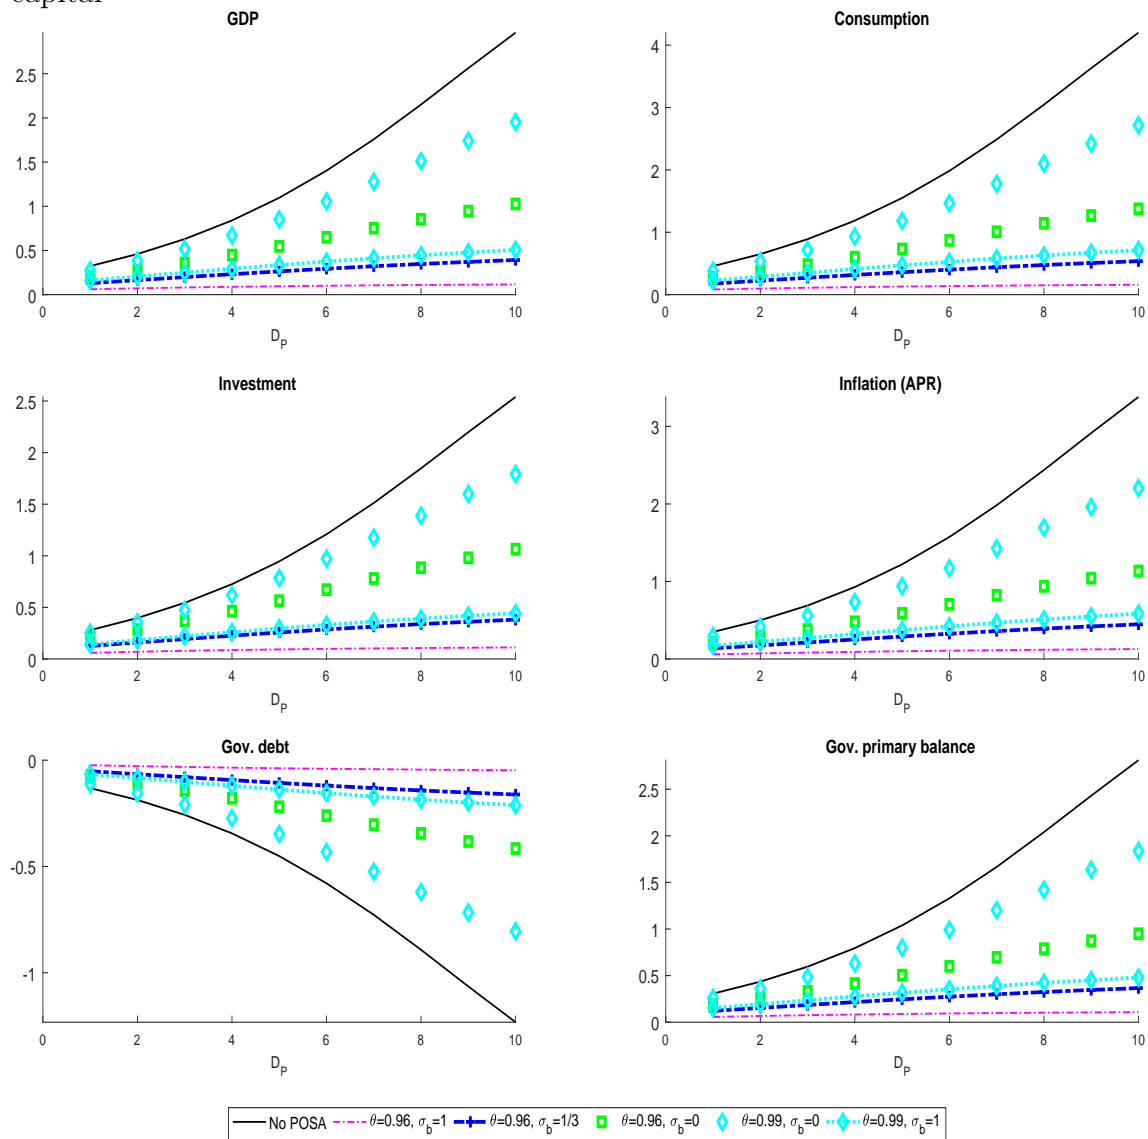 capital
GDP
Consumption
2.5
2
1.5
1
0.5
0
0 2 4 6 8 10
D_P
4
3
2
1
0
0 2 4 6 8 10
D_P
Investment
Inflation (APR)
2.5
2
1.5
1
0.5
0
0 2 4 6 8 10
D_P
3
2
1
0
0 2 4 6 8 10
D_P
Gov. debt
Gov. primary balance
0
-0.5
-1
0 2 4 6 8 10
D_P
2.5
2
1.5
1
0.5
0
0 2 4 6 8 10
D_P
No POSA θ=0.96, σ_b=1 θ=0.96, σ_b=1/3 θ=0.96, σ_b=0 θ=0.99, σ_b=0 θ=0.99, σ_b=1